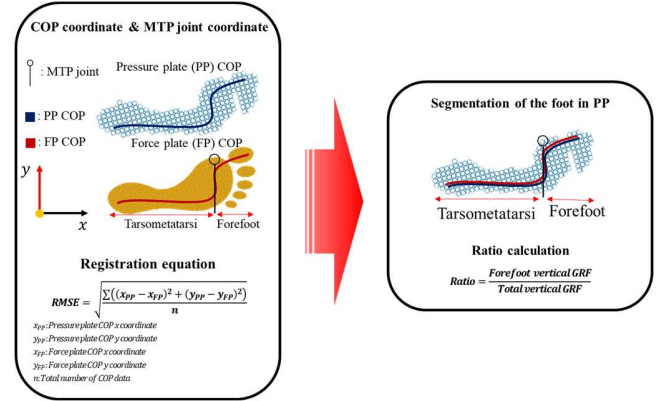 COP coordinate & MTP joint coordinate
: MTP joint
Pressure plate (PP) COP
: PP COP
: FP COP
Force plate (FP) COP
y
x
Tarsometatarsi
Forefoot
Registration equation
RMSE = √(∑((x_PP − x_FP)² + (y_PP − y_FP)²) / n)
x_PP:Pressure plate COP x coordinate
y_PP:Pressure plate COP y coordinate
x_FP:Force plate COP x coordinate
y_FP:Force plate COP y coordinate
n:Total number of COP data
Segmentation of the foot in PP
Tarsometatarsi
Forefoot
Ratio calculation
Ratio = Forefoot vertical GRF / Total vertical GRF